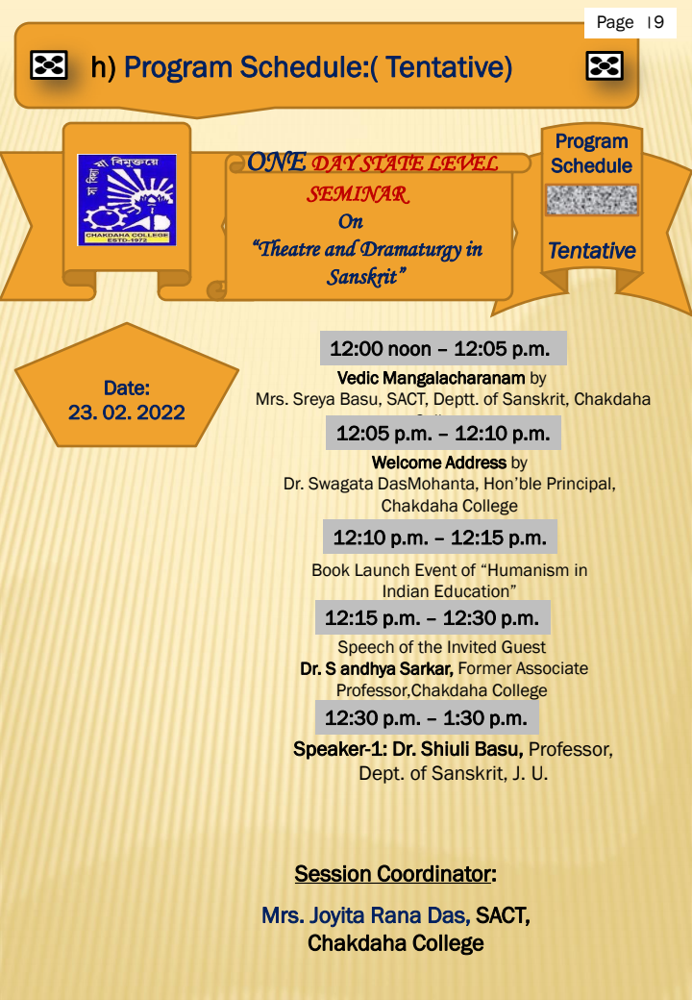 Page |9
h) Program Schedule:( Tentative)
সা বিদ্যা যা বিমুক্তয়ে
CHAKDAHA COLLEGE
ESTD-1972
ONE DAY STATE LEVEL
SEMINAR
On
“Theatre and Dramaturgy in
Sanskrit”
Program
Schedule
Tentative
Date:
23. 02. 2022
12:00 noon – 12:05 p.m.
Vedic Mangalacharanam by
Mrs. Sreya Basu, SACT, Deptt. of Sanskrit, Chakdaha
12:05 p.m. – 12:10 p.m.
Welcome Address by
Dr. Swagata DasMohanta, Hon’ble Principal,
Chakdaha College
12:10 p.m. – 12:15 p.m.
Book Launch Event of “Humanism in
Indian Education”
12:15 p.m. – 12:30 p.m.
Speech of the Invited Guest
Dr. S andhya Sarkar, Former Associate
Professor,Chakdaha College
12:30 p.m. – 1:30 p.m.
Speaker-1: Dr. Shiuli Basu, Professor,
Dept. of Sanskrit, J. U.
Session Coordinator:
Mrs. Joyita Rana Das, SACT,
Chakdaha College